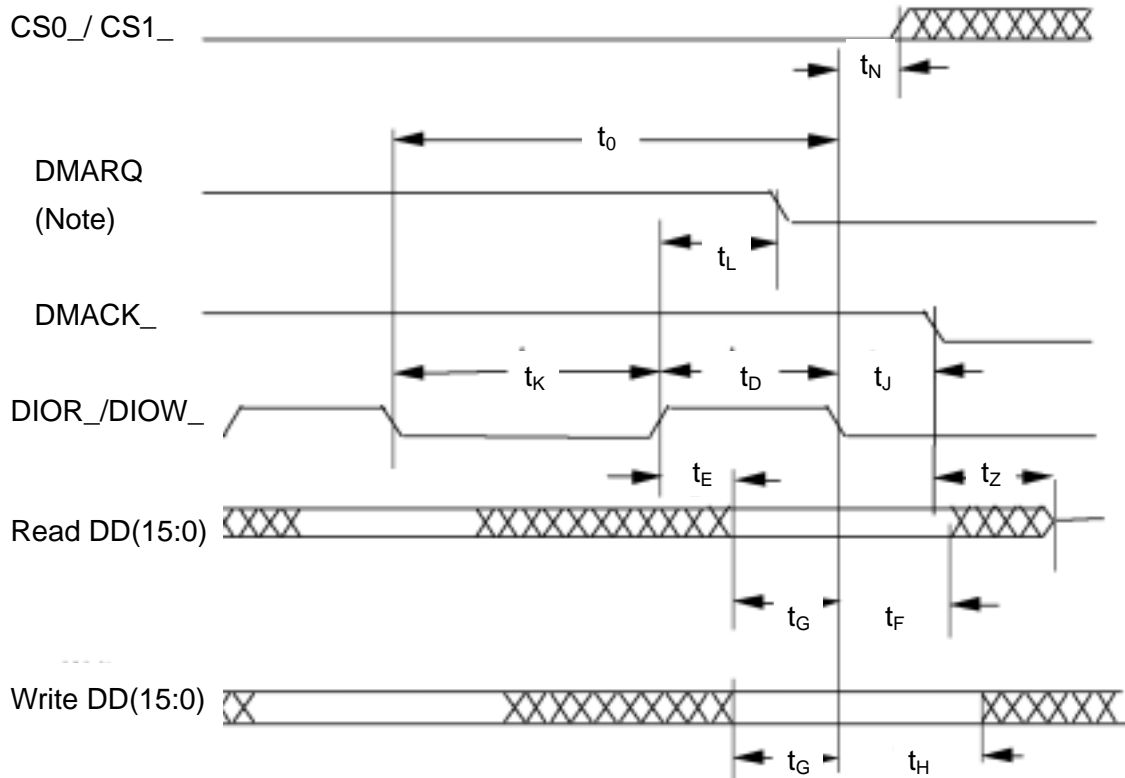 CS0_/ CS1_
tN
t0
DMARQ
(Note)
tL
DMACK_
tK
tD
tJ
DIOR_/DIOW_
tE
tZ
Read DD(15:0)
tG
tF
Write DD(15:0)
tG
tH